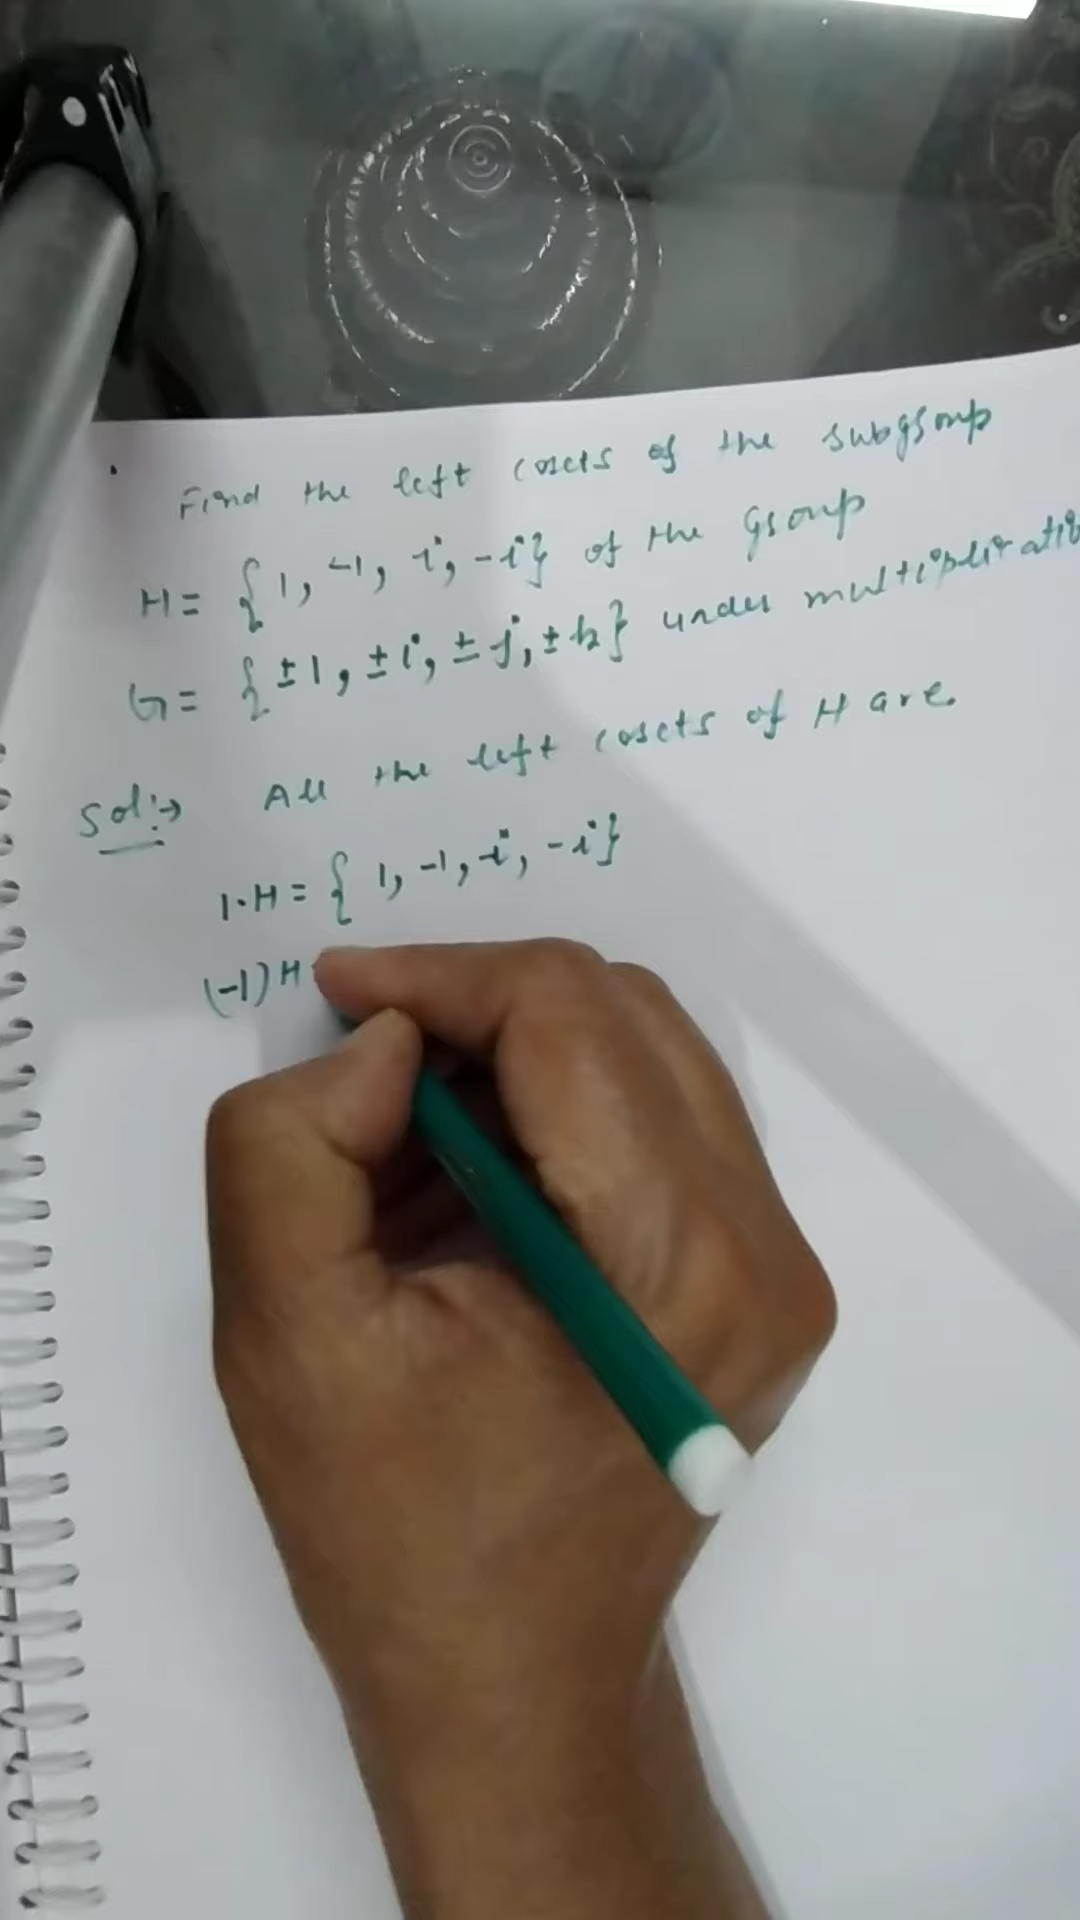 Find the left cosets of the subgroup
H = {1, -1, i, -i} of the group
G = {±1, ±i, ±j, ±k} under multiplicatio
Sol:→ All the left cosets of H are.
1·H = {1, -1, i, -i}
(-1)H